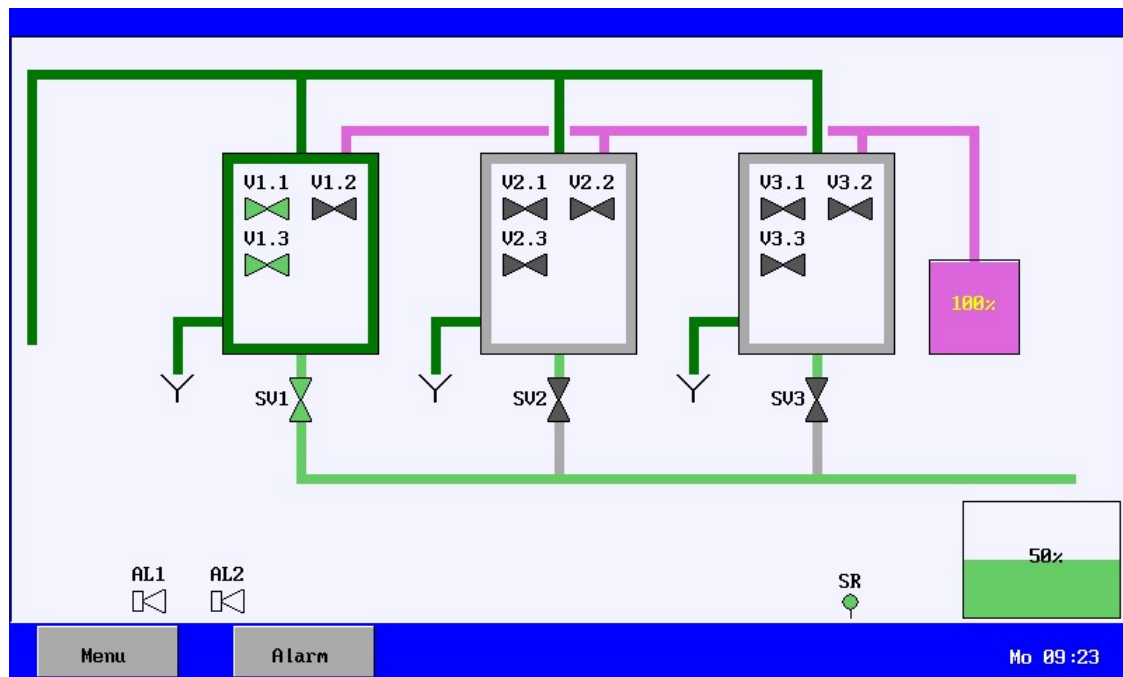 V1.1 V1.2
V1.3
V2.1 V2.2
V2.3
V3.1 V3.2
V3.3
100%
SV1
SV2
SV3
50%
AL1
AL2
SR
Menu
Alarm
Mo 09:23